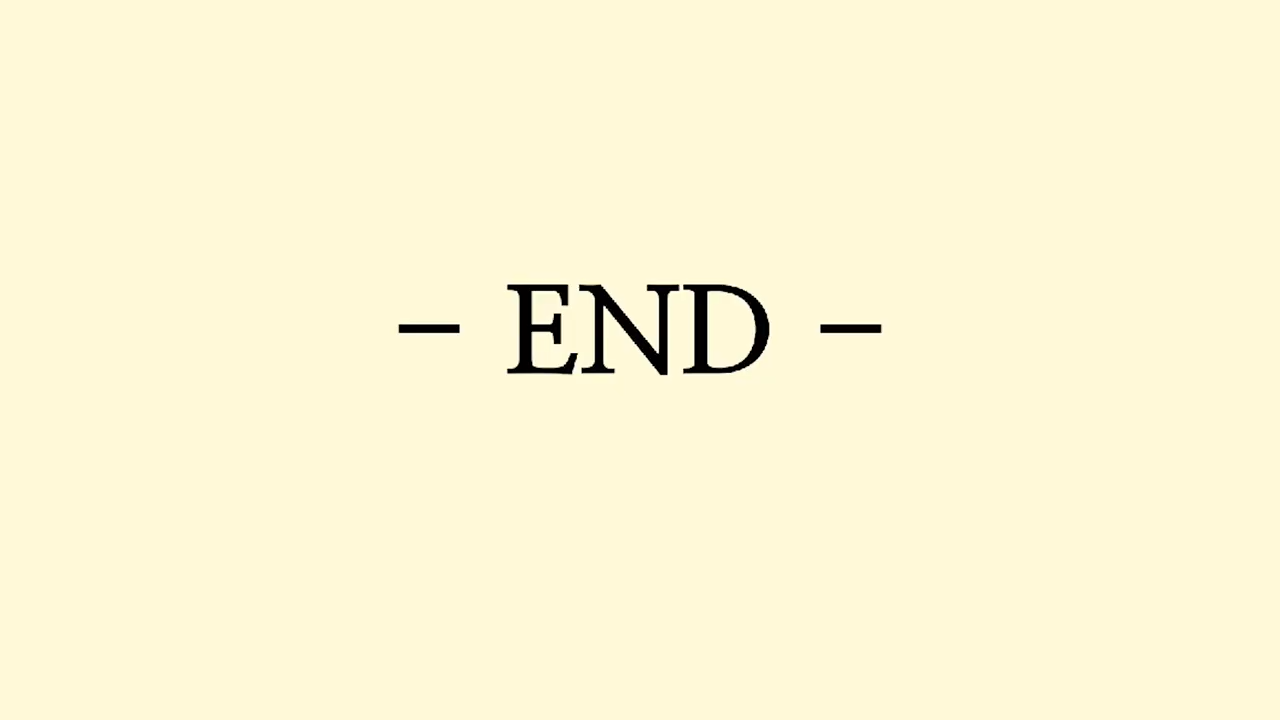 – END –